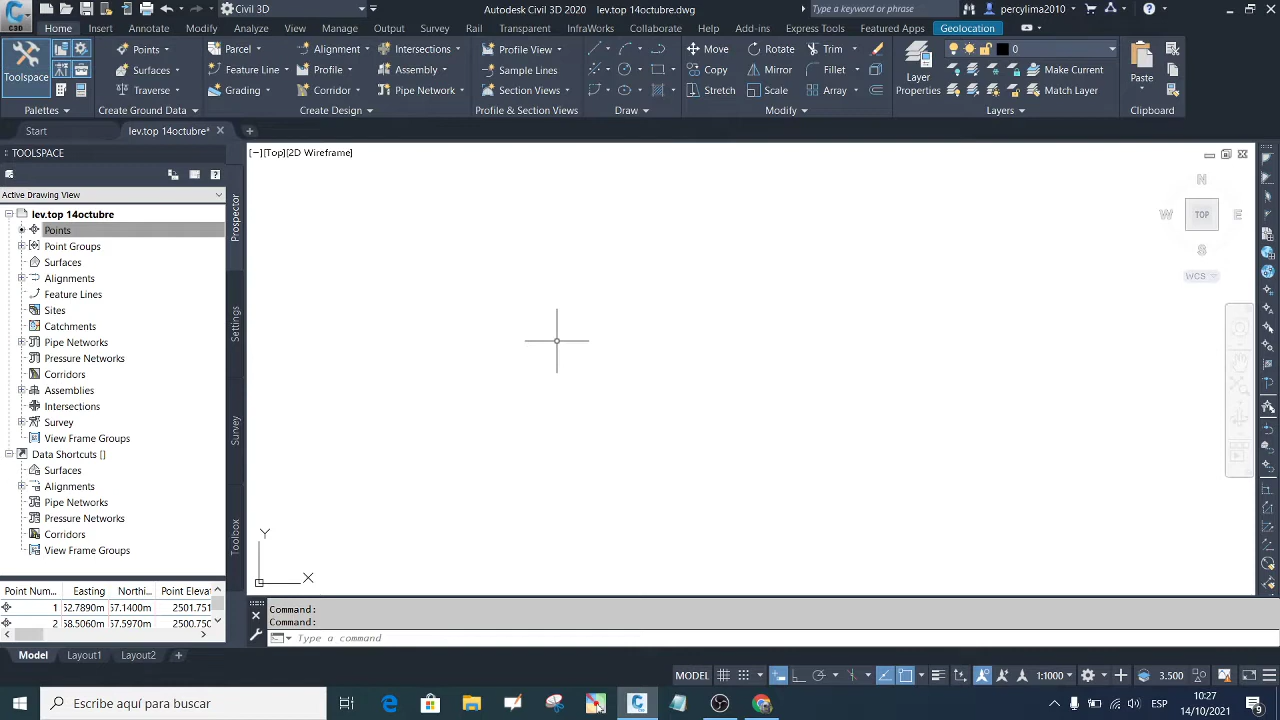 Civil 3D
Autodesk Civil 3D 2020 lev.top 14octubre.dwg
Type a keyword or phrase
percylima2010
C3D
Home Insert Annotate Modify Analyze View Manage Output Survey Rail Transparent InfraWorks Collaborate Help Add-ins Express Tools Featured Apps Geolocation
Toolspace
Points
Surfaces
Traverse
Parcel
Feature Line
Grading
Alignment
Profile
Corridor
Intersections
Assembly
Pipe Network
Profile View
Sample Lines
Section Views
Move
Copy
Stretch
Rotate
Mirror
Scale
Trim
Fillet
Array
Layer
Properties
0
Make Current
Match Layer
Paste
Palettes
Create Ground Data
Create Design
Profile & Section Views
Draw
Modify
Layers
Clipboard
Start
lev.top 14octubre*
TOOLSPACE
Active Drawing View
lev.top 14octubre
Points
Point Groups
Surfaces
Alignments
Feature Lines
Sites
Catchments
Pipe Networks
Pressure Networks
Corridors
Assemblies
Intersections
Survey
View Frame Groups
Data Shortcuts []
Surfaces
Alignments
Pipe Networks
Pressure Networks
Corridors
View Frame Groups
Prospector
Settings
Survey
Toolbox
Point Num... Easting Northi... Point Elevat
1 52.7890m 57.1400m 2501.751
2 58.5060m 57.5970m 2500.750
[−][Top][2D Wireframe]
N
W TOP E
S
WCS
Y
X
Command:
Command:
Type a command
Model Layout1 Layout2 +
MODEL
1:1000
3.500
Escribe aquí para buscar
ESP
10:27
14/10/2021